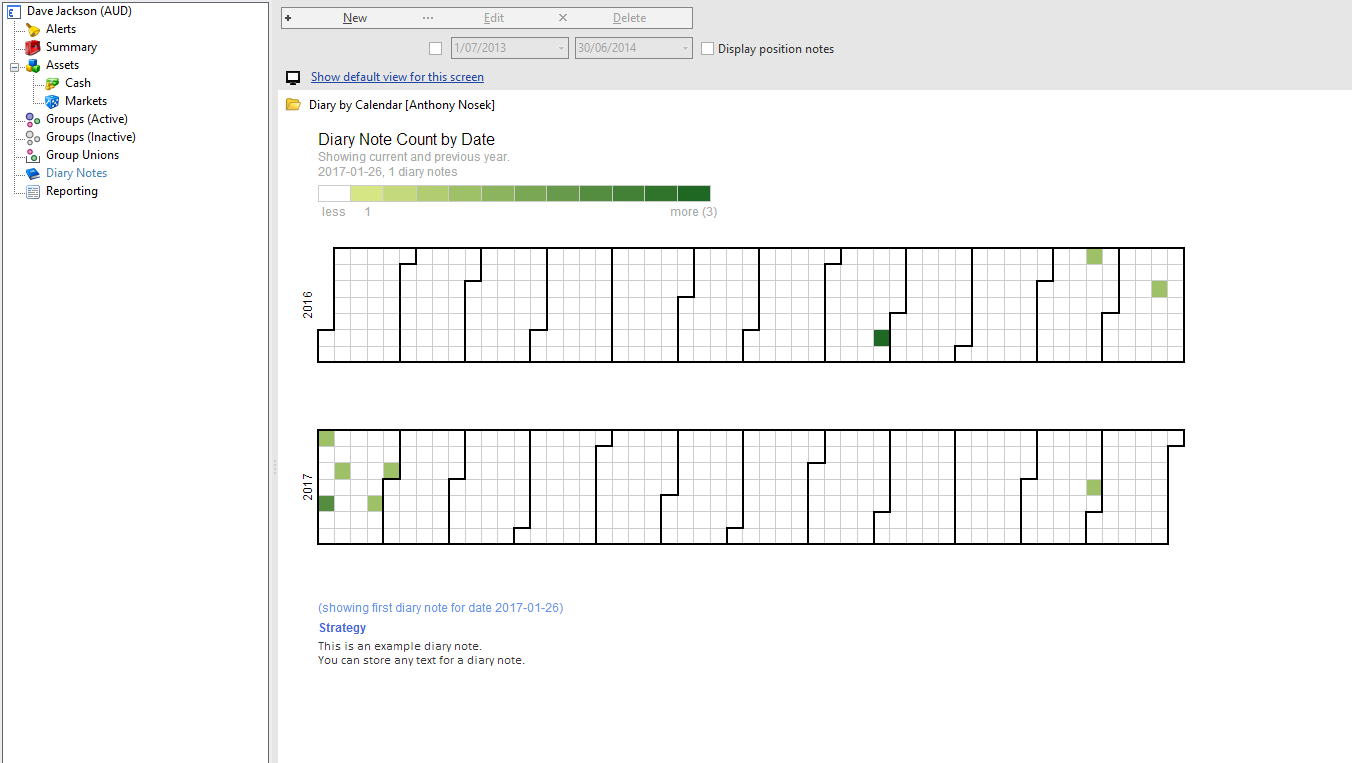 Dave Jackson (AUD)
Alerts
Summary
Assets
Cash
Markets
Groups (Active)
Groups (Inactive)
Group Unions
Diary Notes
Reporting
New
Edit
Delete
1/07/2013
30/06/2014
Display position notes
Show default view for this screen
Diary by Calendar [Anthony Nosek]
Diary Note Count by Date
Showing current and previous year.
2017-01-26, 1 diary notes
less 1 more (3)
2016
2017
(showing first diary note for date 2017-01-26)
Strategy
This is an example diary note.
You can store any text for a diary note.